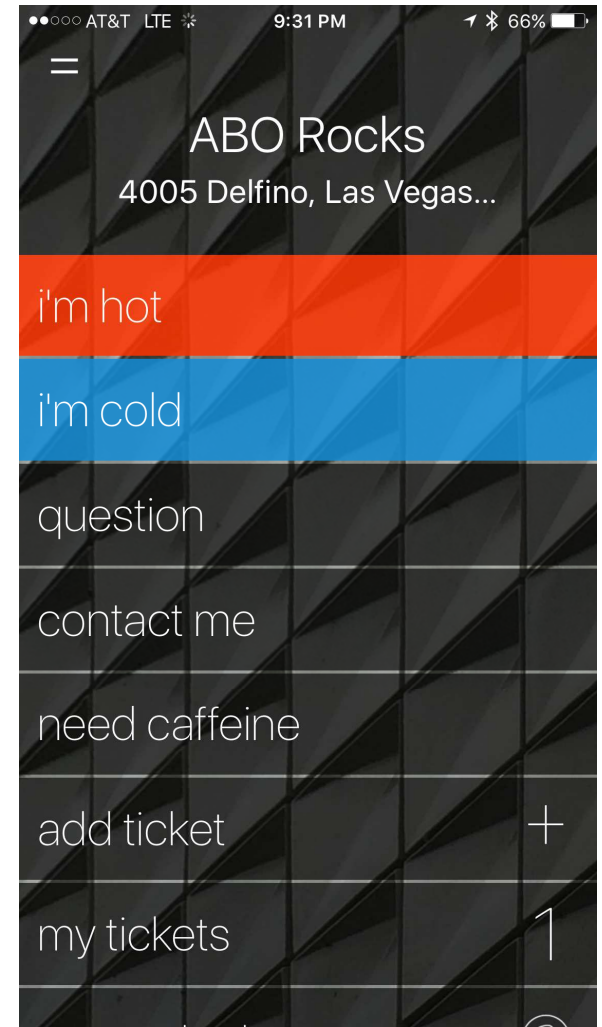 AT&T LTE 9:31 PM 66%
ABO Rocks
4005 Delfino, Las Vegas...
i'm hot
i'm cold
question
contact me
need caffeine
add ticket +
my tickets 1